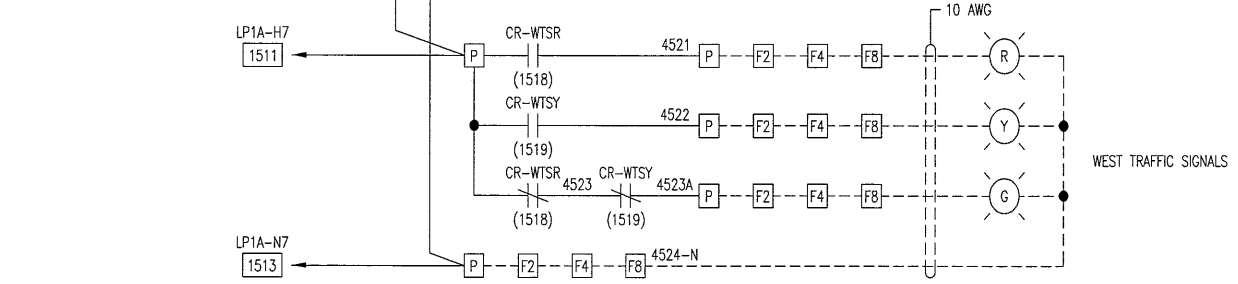 10 AWG
LP1A-H7
1511
P
CR-WTSR
(1518)
4521
P
F2
F4
F8
R
CR-WTSY
(1519)
4522
P
F2
F4
F8
Y
WEST TRAFFIC SIGNALS
CR-WTSR
(1518)
4523
CR-WTSY
(1519)
4523A
P
F2
F4
F8
G
LP1A-N7
1513
P
F2
F4
F8
4524-N